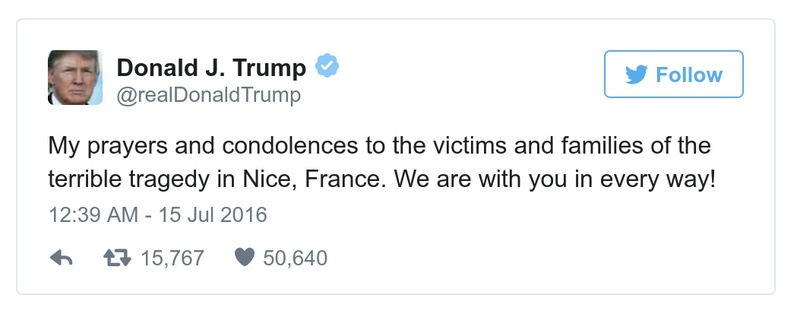 Donald J. Trump
@realDonaldTrump
Follow
My prayers and condolences to the victims and families of the
terrible tragedy in Nice, France. We are with you in every way!
12:39 AM - 15 Jul 2016
15,767 50,640